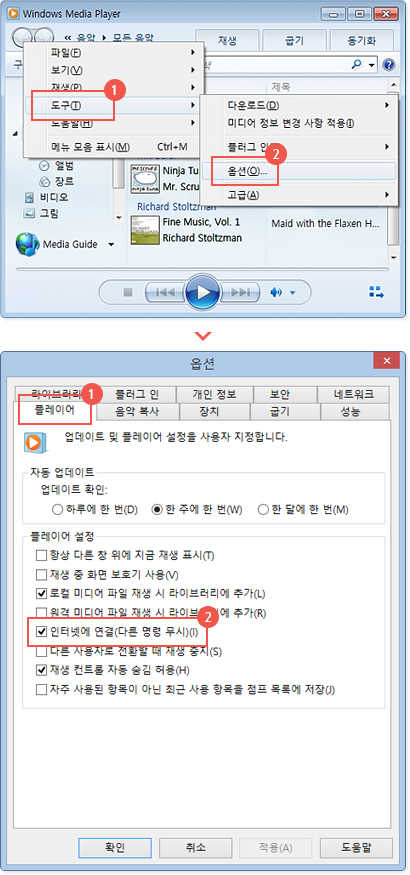 Windows Media Player
음악 모든 음악
재생
굽기
동기화
파일(F)
보기(V)
재생(P)
도구(T)
1
도움말(H)
메뉴 모음 표시(M) Ctrl+M
제목
다운로드(D)
미디어 정보 변경 사항 적용(I)
플러그 인
2
옵션(O)...
고급(A)
앨범
장르
비디오
그림
Media Guide
Ninja Tu
Mr. Scru
Richard Stoltzman
Fine Music, Vol. 1
Richard Stoltzman
Maid with the Flaxen H...
옵션
라이브러리
1
플러그 인
개인 정보
보안
네트워크
플레이어
음악 복사
장치
굽기
성능
업데이트 및 플레이어 설정을 사용자 지정합니다.
자동 업데이트
업데이트 확인:
하루에 한 번(D)
한 주에 한 번(W)
한 달에 한 번(M)
플레이어 설정
항상 다른 창 위에 지금 재생 표시(T)
재생 중 화면 보호기 사용(V)
로컬 미디어 파일 재생 시 라이브러리에 추가(L)
원격 미디어 파일 재생 시 라이브러리에 추가(R)
2
인터넷에 연결(다른 명령 무시)(I)
다른 사용자로 전환할 때 재생 중지(S)
재생 컨트롤 자동 숨김 허용(H)
자주 사용된 항목이 아닌 최근 사용 항목을 점프 목록에 저장(J)
확인
취소
적용(A)
도움말